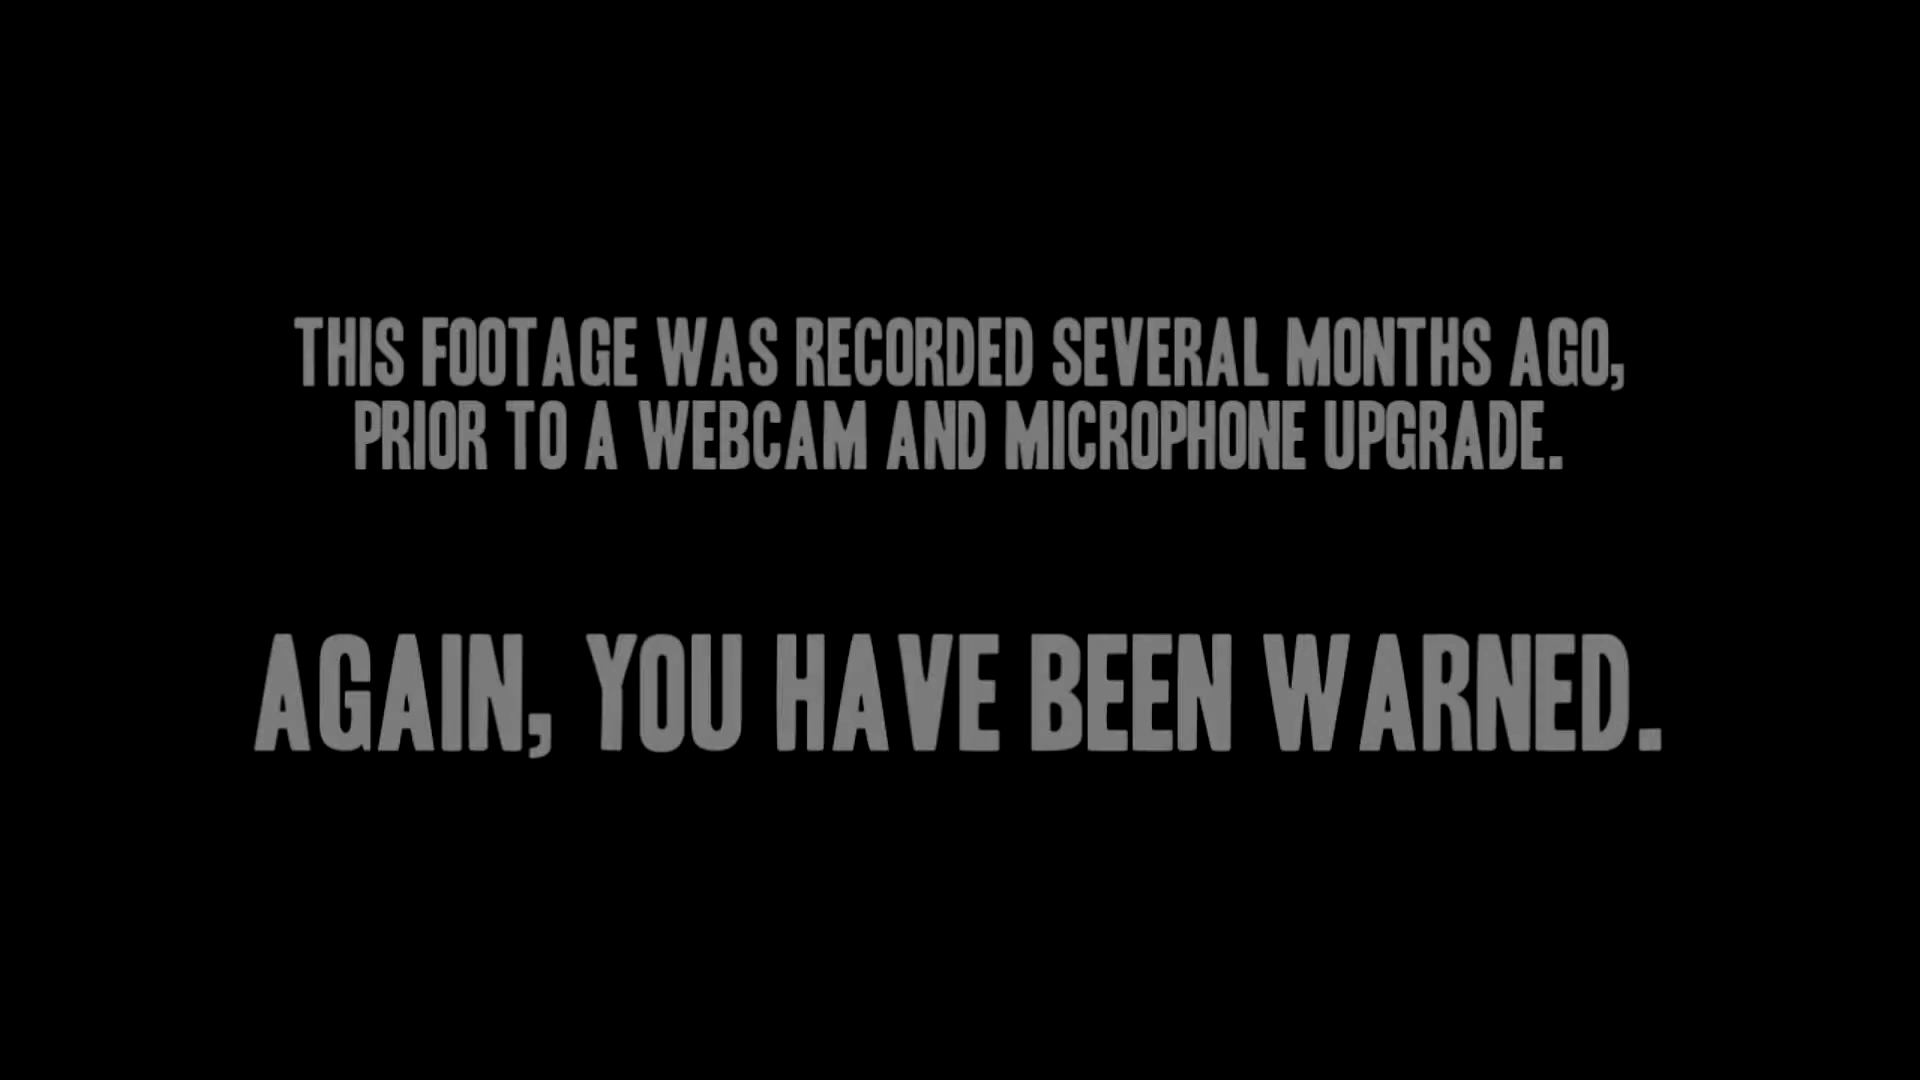 THIS FOOTAGE WAS RECORDED SEVERAL MONTHS AGO,
PRIOR TO A WEBCAM AND MICROPHONE UPGRADE.
AGAIN, YOU HAVE BEEN WARNED.